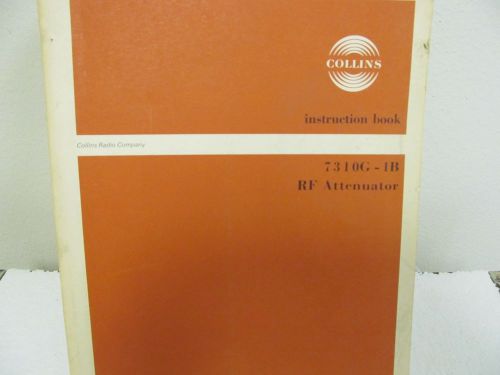 COLLINS
instruction book
Collins Radio Company
7310G-1B
RF Attenuator